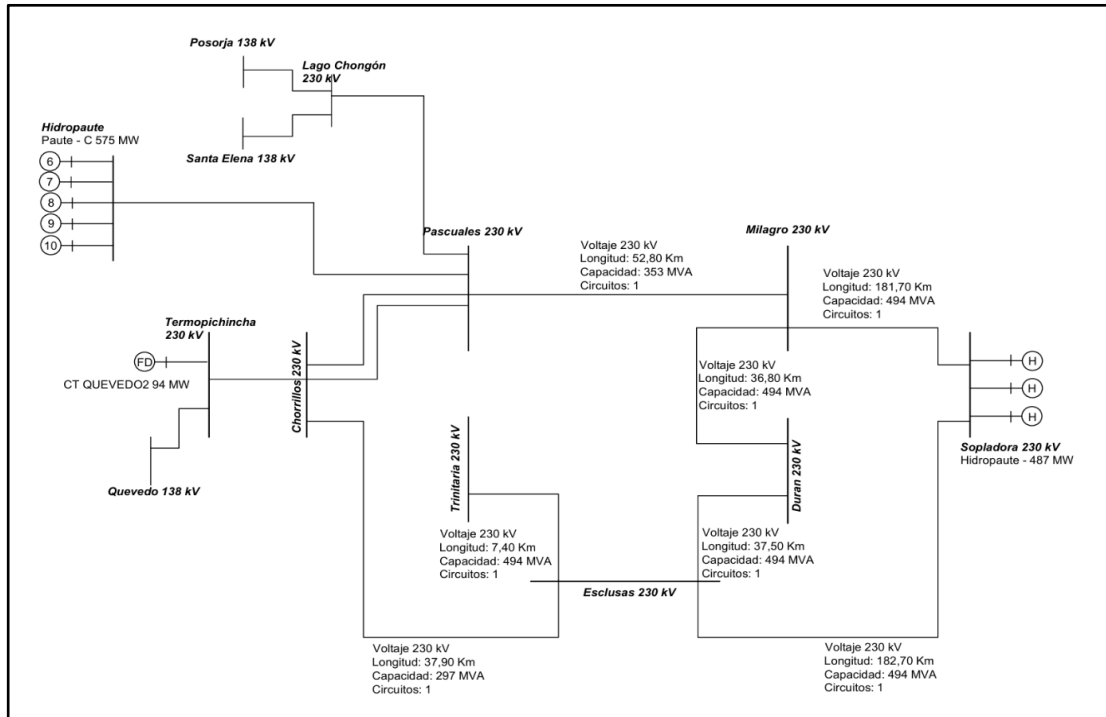 Posorja 138 kV
Lago Chongón
230 kV
Hidropaute
Paute - C 575 MW
6
7
8
9
10
Santa Elena 138 kV
Pascuales 230 kV
Milagro 230 kV
Voltaje 230 kV
Longitud: 52,80 Km
Capacidad: 353 MVA
Circuitos: 1
Voltaje 230 kV
Longitud: 181,70 Km
Capacidad: 494 MVA
Circuitos: 1
Termopichincha
230 kV
FD
CT QUEVEDO2 94 MW
Chorrillos 230 kV
Quevedo 138 kV
Voltaje 230 kV
Longitud: 36,80 Km
Capacidad: 494 MVA
Circuitos: 1
H
H
H
Sopladora 230 kV
Hidropaute - 487 MW
Trinitaria 230 kV
Duran 230 kV
Voltaje 230 kV
Longitud: 7,40 Km
Capacidad: 494 MVA
Circuitos: 1
Voltaje 230 kV
Longitud: 37,50 Km
Capacidad: 494 MVA
Circuitos: 1
Esclusas 230 kV
Voltaje 230 kV
Longitud: 37,90 Km
Capacidad: 297 MVA
Circuitos: 1
Voltaje 230 kV
Longitud: 182,70 Km
Capacidad: 494 MVA
Circuitos: 1